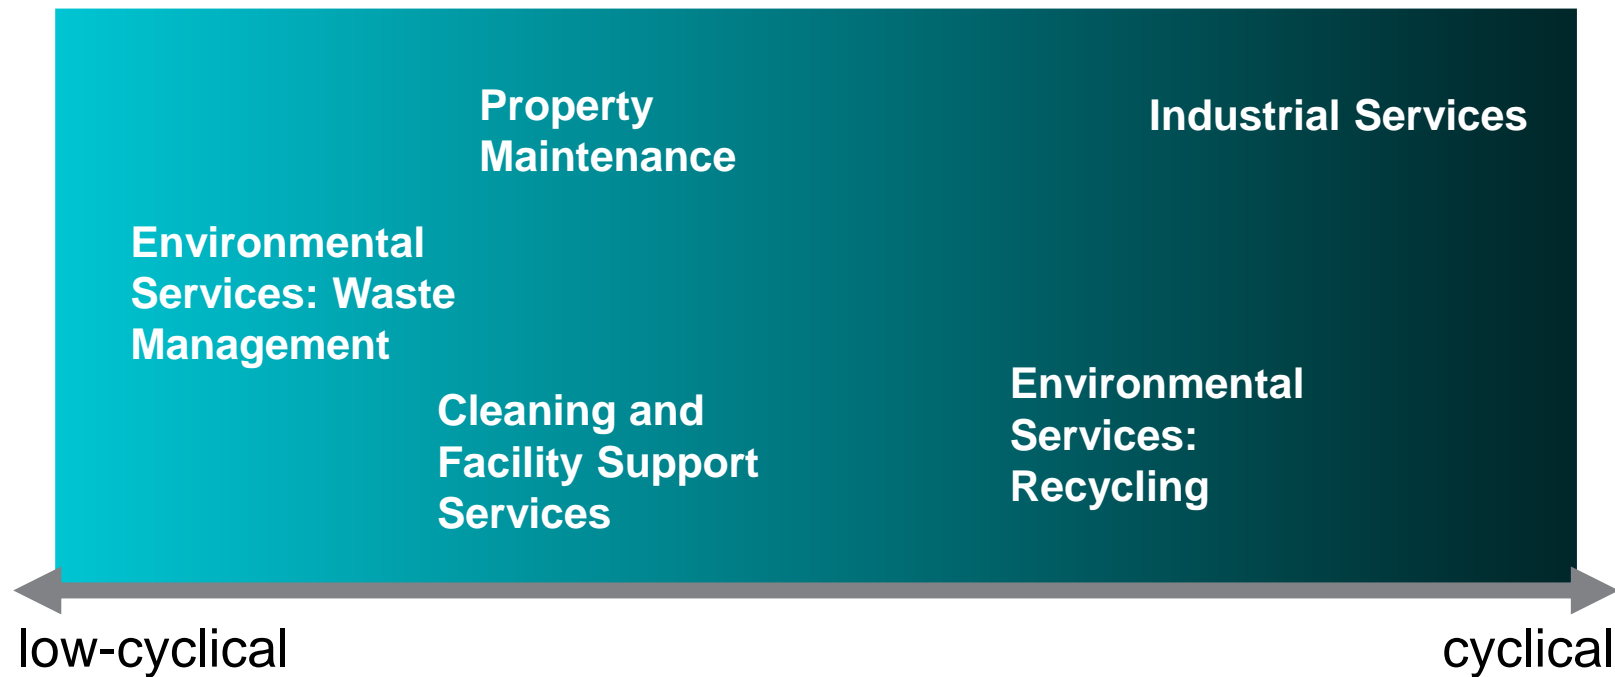 Property
Maintenance
Industrial Services
Environmental
Services: Waste
Management
Cleaning and
Facility Support
Services
Environmental
Services:
Recycling
low-cyclical
cyclical